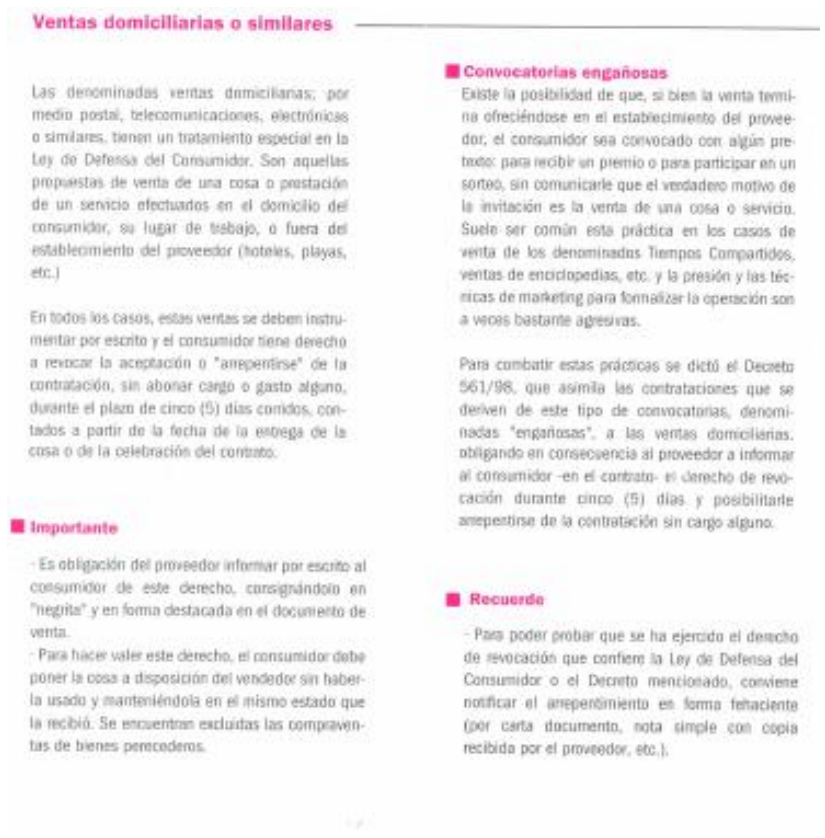 Ventas domiciliarias o similares
Las denominadas ventas domiciliarias; por
medio postal, telecomunicaciones, electrónicas
o similares, tienen un tratamiento especial en la
Ley de Defensa del Consumidor. Son aquellas
propuestas de venta de una cosa o prestación
de un servicio efectuados en el domicilio del
consumidor, su lugar de trabajo, o fuera del
establecimiento del proveedor (hoteles, playas,
etc.)
En todos los casos, estas ventas se deben instru-
mentar por escrito y el consumidor tiene derecho
a revocar la aceptación o "arrepentirse" de la
contratación, sin abonar cargo o gasto alguno,
durante el plazo de cinco (5) días corridos, con-
tados a partir de la fecha de la entrega de la
cosa o de la celebración del contrato.
Importante
- Es obligación del proveedor informar por escrito al
consumidor de este derecho, consignándolo en
"negrita" y en forma destacada en el documento de
venta.
- Para hacer valer este derecho, el consumidor debe
poner la cosa a disposición del vendedor sin haber-
la usado y manteniéndola en el mismo estado que
la recibió. Se encuentran excluidas las compraven-
tas de bienes perecederos.
Convocatorias engañosas
Existe la posibilidad de que, si bien la venta termi-
na ofreciéndose en el establecimiento del provee-
dor, el consumidor sea convocado con algún pre-
texto: para recibir un premio o para participar en un
sorteo, sin comunicarle que el verdadero motivo de
la invitación es la venta de una cosa o servicio.
Suele ser común esta práctica en los casos de
venta de los denominados Tiempos Compartidos,
ventas de enciclopedias, etc. y la presión y las téc-
nicas de marketing para formalizar la operación son
a veces bastante agresivas.
Para combatir estas prácticas se dictó el Decreto
561/98, que asimila las contrataciones que se
deriven de este tipo de convocatorias, denomi-
nadas "engañosas", a las ventas domiciliarias,
obligando en consecuencia al proveedor a informar
al consumidor -en el contrato- el derecho de revo-
cación durante cinco (5) días y posibilitarle
arrepentirse de la contratación sin cargo alguno.
Recuerde
- Para poder probar que se ha ejercido el derecho
de revocación que confiere la Ley de Defensa del
Consumidor o el Decreto mencionado, conviene
notificar el arrepentimiento en forma fehaciente
(por carta documento, nota simple con copia
recibida por el proveedor, etc.).